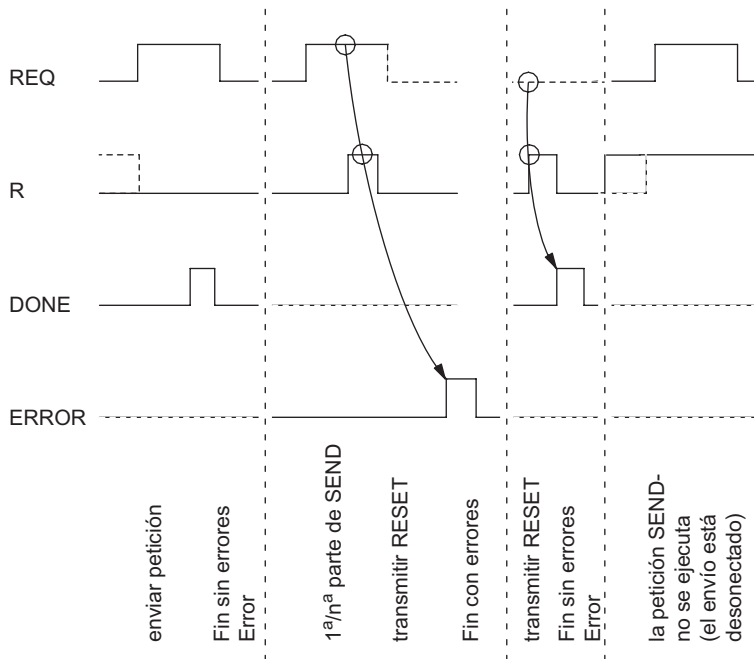 REQ
R
DONE
ERROR
enviar petición
Fin sin errores
Error
1ª/nª parte de SEND
transmitir RESET
Fin con errores
transmitir RESET
Fin sin errores
Error
la petición SEND-
no se ejecuta
(el envío está
desonectado)